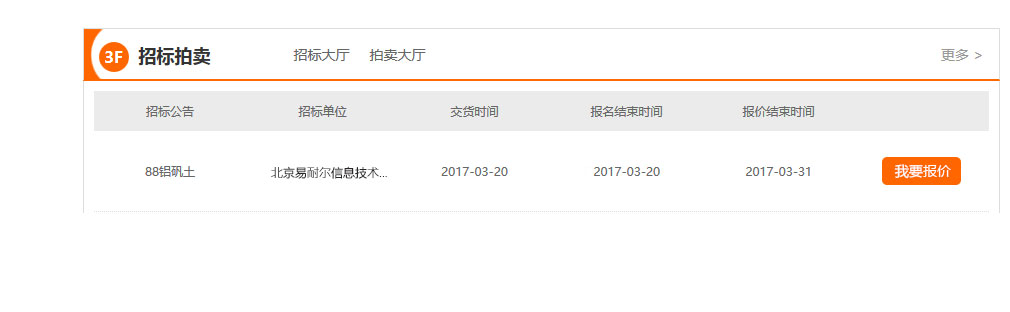 3F 招标拍卖 招标大厅 拍卖大厅 更多 >
招标公告 招标单位 交货时间 报名结束时间 报价结束时间
88铝矾土 北京易耐尔信息技术... 2017-03-20 2017-03-20 2017-03-31 我要报价